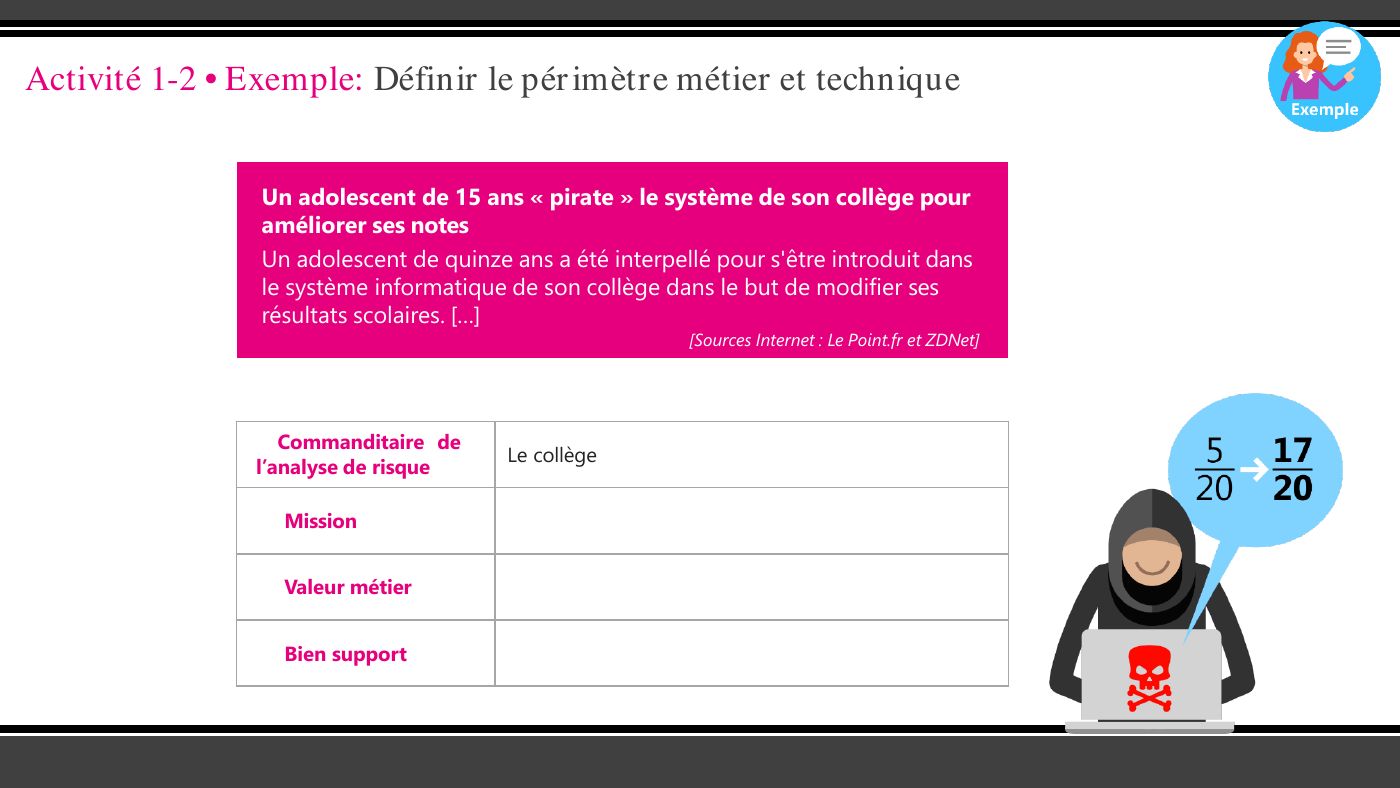 Activité 1-2 • Exemple: Définir le périmètre métier et technique
Exemple
Un adolescent de 15 ans « pirate » le système de son collège pour
améliorer ses notes
Un adolescent de quinze ans a été interpellé pour s'être introduit dans
le système informatique de son collège dans le but de modifier ses
résultats scolaires. [...]
[Sources Internet : Le Point.fr et ZDNet]
Commanditaire de
l’analyse de risque
Le collège
Mission
Valeur métier
Bien support
5 17
20 20